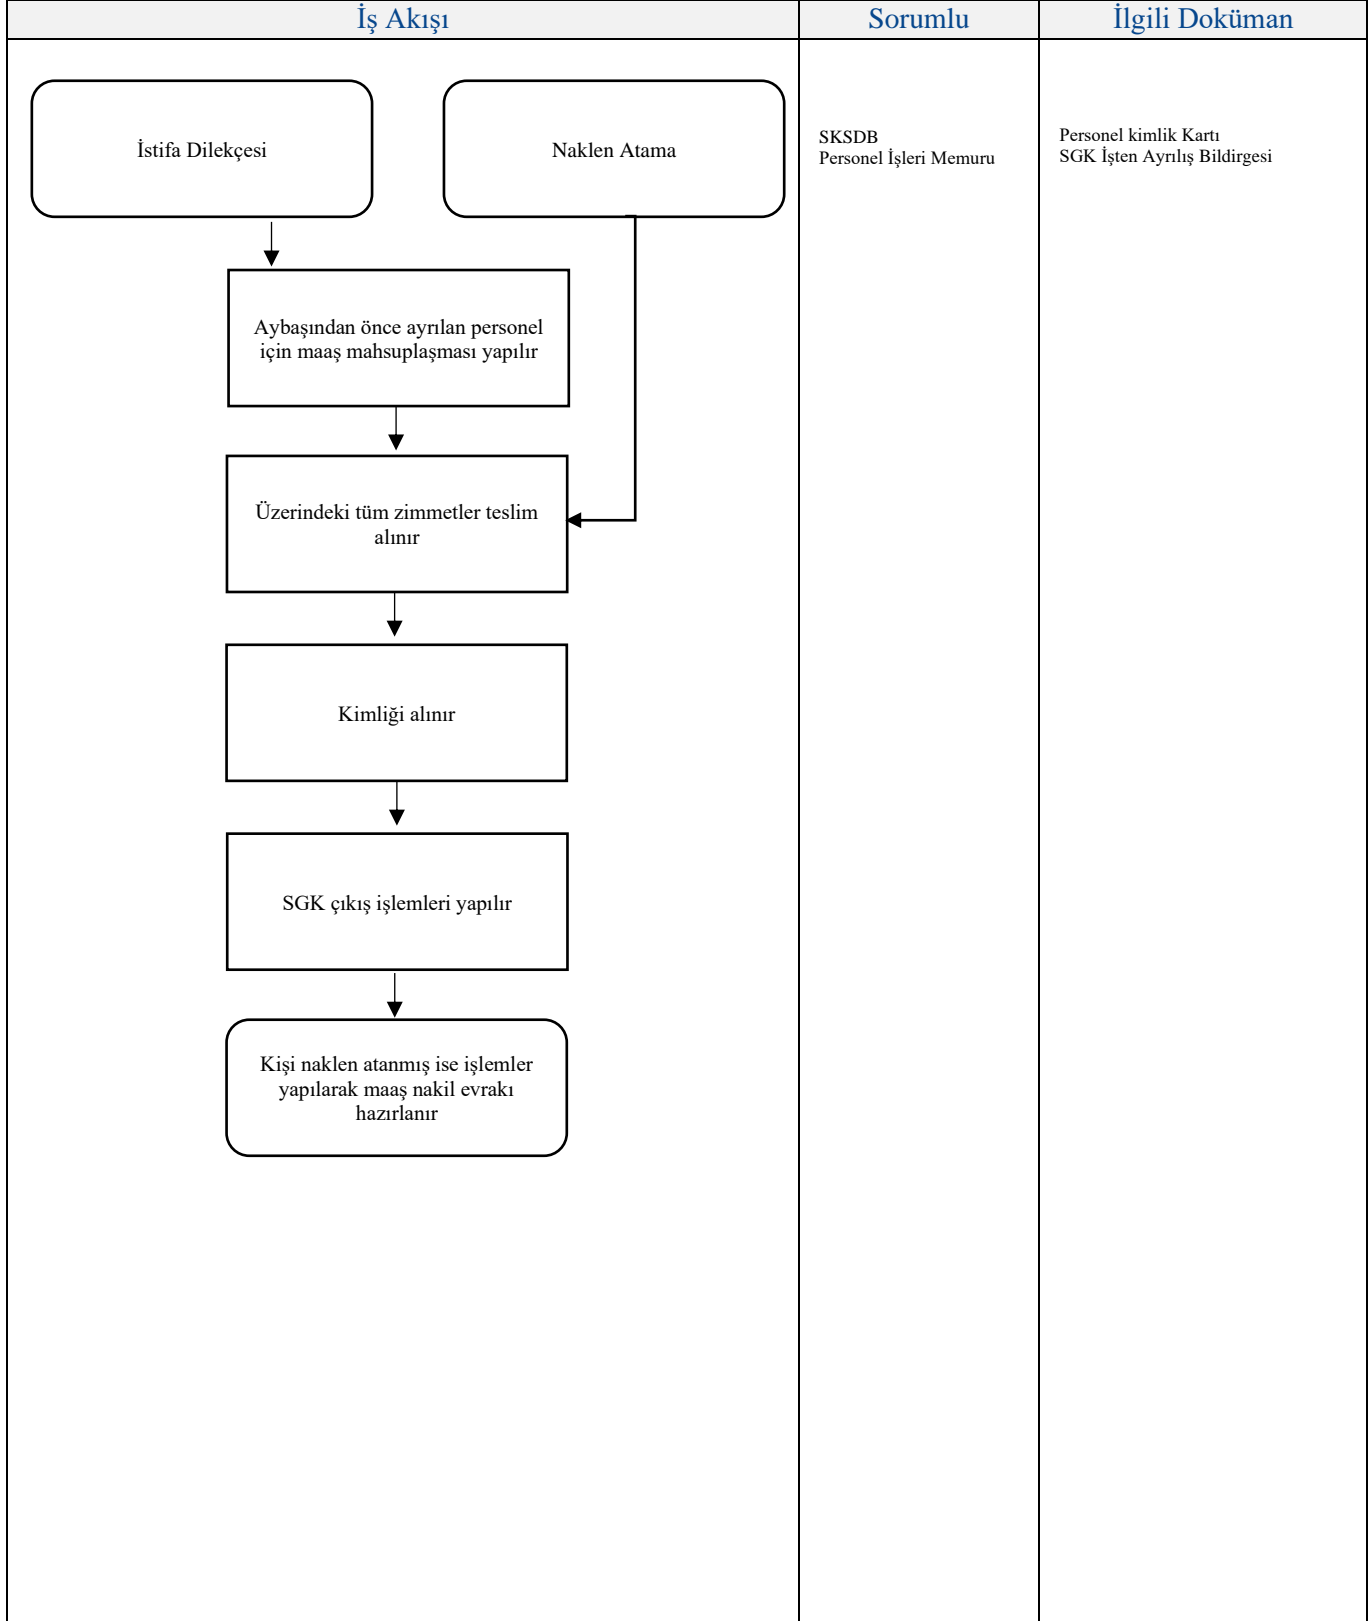 İş Akışı
Sorumlu
İlgili Doküman
İstifa Dilekçesi
Naklen Atama
SKSDB
Personel İşleri Memuru
Personel kimlik Kartı
SGK İşten Ayrılış Bildirgesi
Aybaşından önce ayrılan personel
için maaş mahsuplaşması yapılır
Üzerindeki tüm zimmetler teslim
alınır
Kimliği alınır
SGK çıkış işlemleri yapılır
Kişi naklen atanmış ise işlemler
yapılarak maaş nakil evrakı
hazırlanır